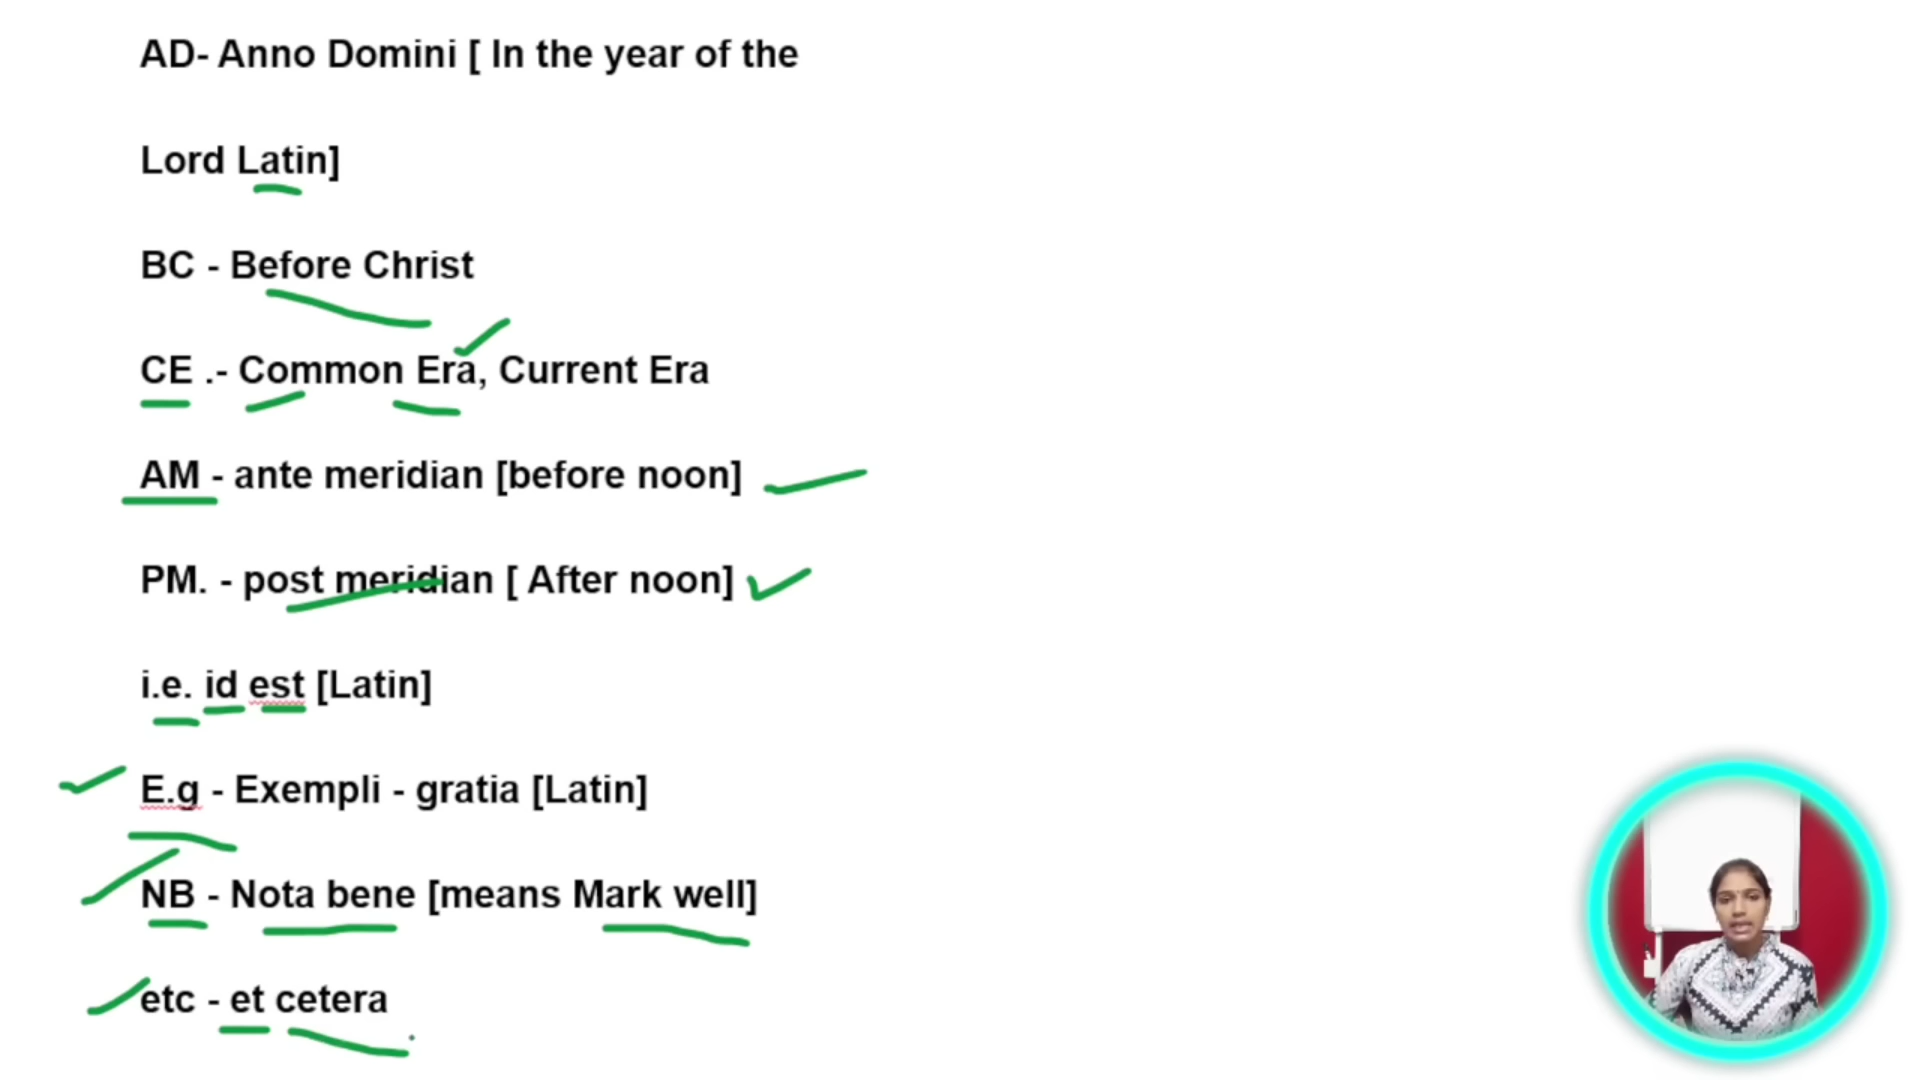 AD- Anno Domini [ In the year of the
Lord Latin]
BC - Before Christ
CE .- Common Era, Current Era
AM - ante meridian [before noon]
PM. - post meridian [ After noon]
i.e. id est [Latin]
E.g - Exempli - gratia [Latin]
NB - Nota bene [means Mark well]
etc - et cetera